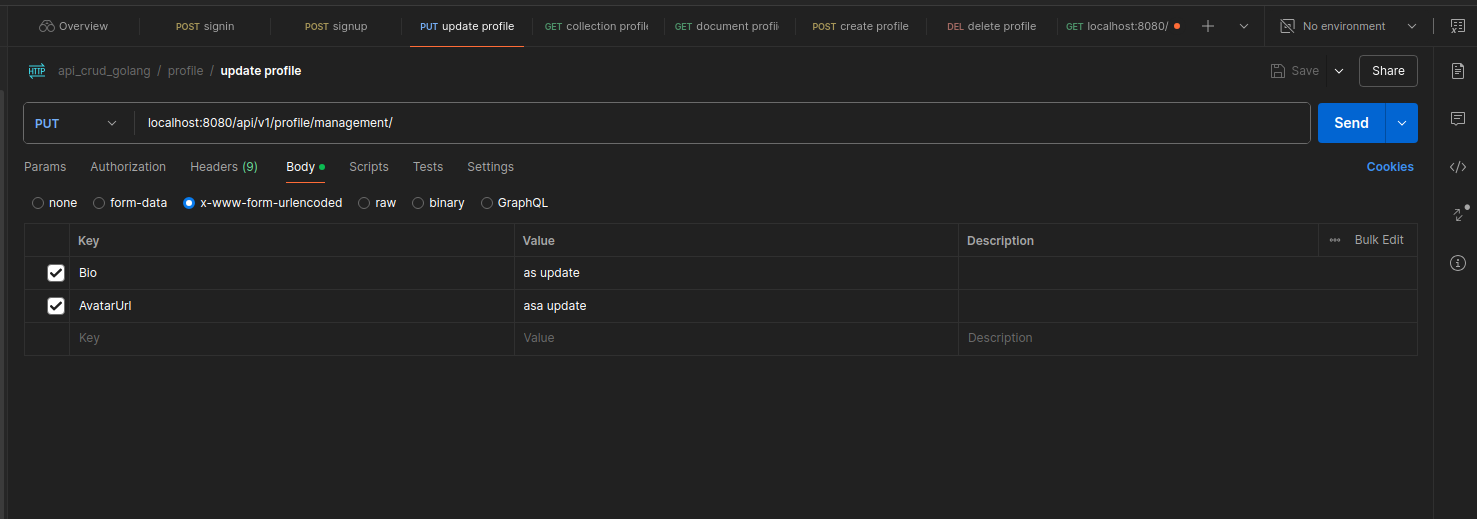 Overview POST signin POST signup PUT update profile GET collection profile GET document profil POST create profile DEL delete profile GET localhost:8080/ No environment
HTTP api_crud_golang / profile / update profile Save Share
PUT localhost:8080/api/v1/profile/management/ Send
Params Authorization Headers (9) Body Scripts Tests Settings Cookies
none form-data x-www-form-urlencoded raw binary GraphQL
Key Value Description Bulk Edit
Bio as update
AvatarUrl asa update
Key Value Description